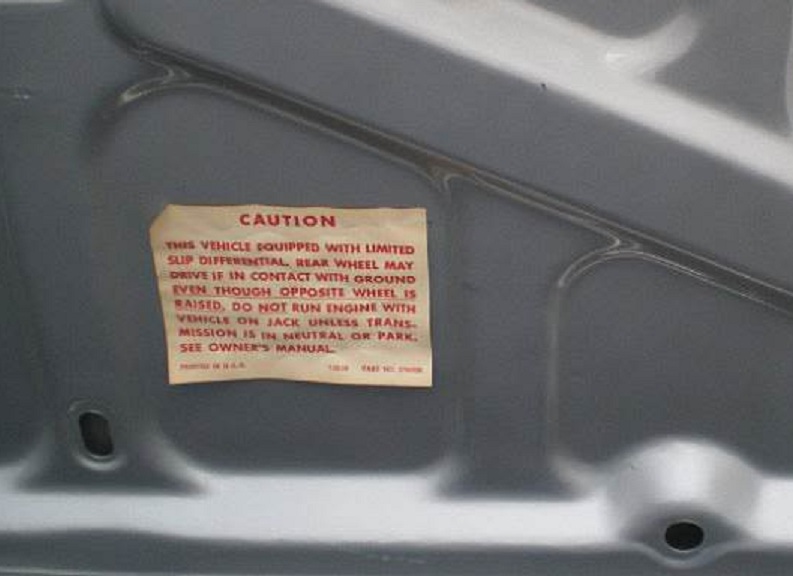 CAUTION
THIS VEHICLE EQUIPPED WITH LIMITED
SLIP DIFFERENTIAL. REAR WHEEL MAY
DRIVE IF IN CONTACT WITH GROUND
EVEN THOUGH OPPOSITE WHEEL IS
RAISED. DO NOT RUN ENGINE WITH
VEHICLE ON JACK UNLESS TRANS-
MISSION IS IN NEUTRAL OR PARK.
SEE OWNER'S MANUAL.
PRINTED IN U.S.A. PART NO.